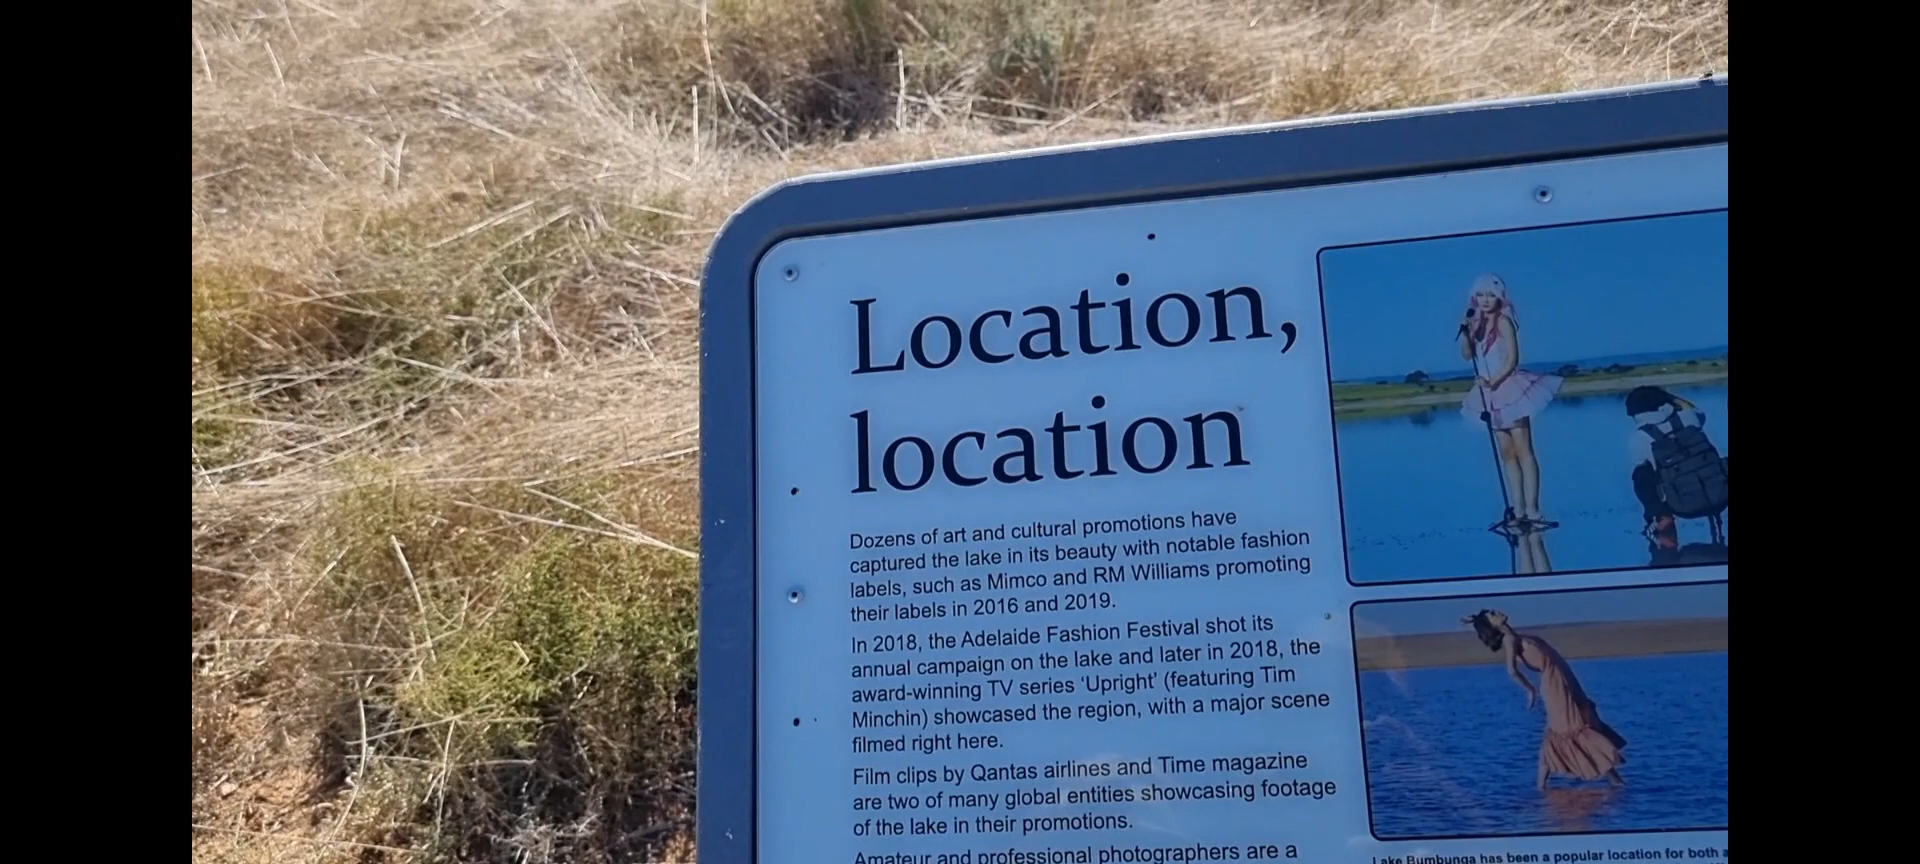 Location,
location
Dozens of art and cultural promotions have
captured the lake in its beauty with notable fashion
labels, such as Mimco and RM Williams promoting
their labels in 2016 and 2019.
In 2018, the Adelaide Fashion Festival shot its
annual campaign on the lake and later in 2018, the
award-winning TV series ‘Upright’ (featuring Tim
Minchin) showcased the region, with a major scene
filmed right here.
Film clips by Qantas airlines and Time magazine
are two of many global entities showcasing footage
of the lake in their promotions.
Amateur and professional photographers are a
Lake Bumbunga has been a popular location for both